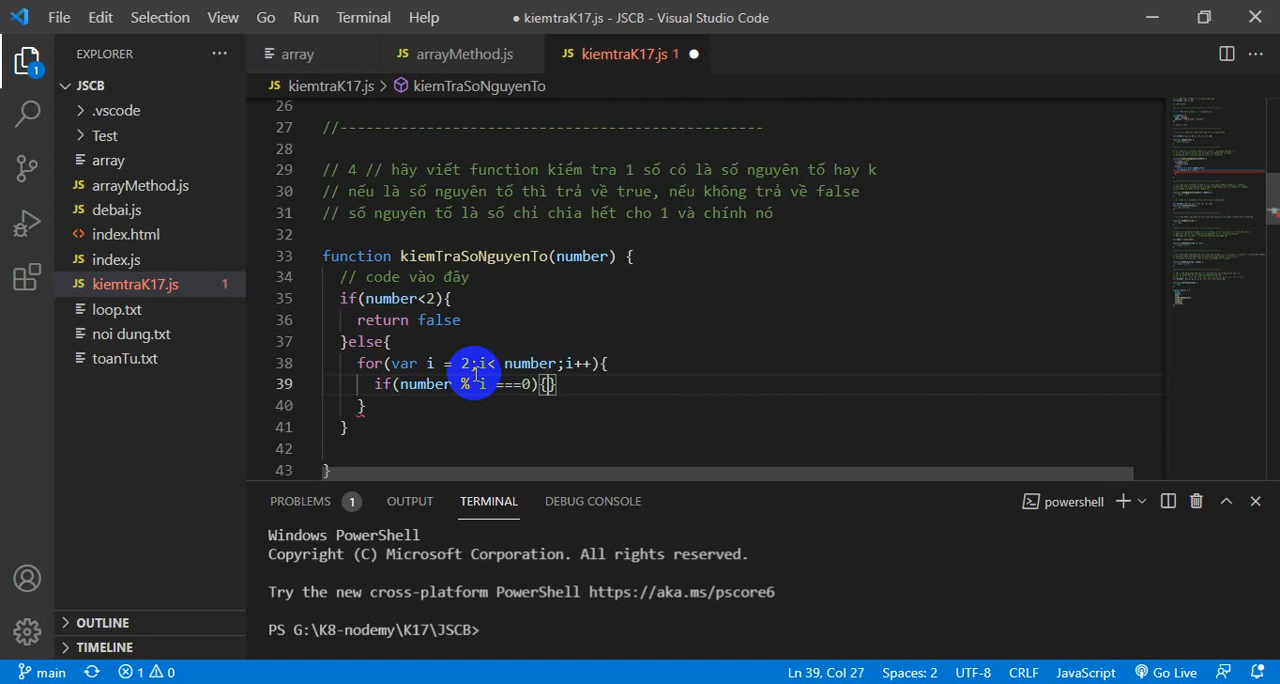 File Edit Selection View Go Run Terminal Help
● kiemtraK17.js - JSCB - Visual Studio Code
EXPLORER ···
array
JS arrayMethod.js
JS kiemtraK17.js 1 ●
1
JSCB
JS kiemtraK17.js > kiemTraSoNguyenTo
.vscode
Test
array
JS arrayMethod.js
JS debai.js
<> index.html
JS index.js
JS kiemtraK17.js 1
loop.txt
noi dung.txt
toanTu.txt
OUTLINE
TIMELINE
26
27 //-------------------------------------------------
28
29 // 4 // hãy viết function kiểm tra 1 số có là số nguyên tố hay k
30 // nếu là số nguyên tố thì trả về true, nếu không trả về false
31 // số nguyên tố là số chỉ chia hết cho 1 và chính nó
32
33 function kiemTraSoNguyenTo(number) {
34 // code vào đây
35 if(number<2){
36 return false
37 }else{
38 for(var i = 2;i< number;i++){
39 if(number % i ===0){}
40 }
41 }
42
43 }
PROBLEMS 1 OUTPUT TERMINAL DEBUG CONSOLE powershell
Windows PowerShell
Copyright (C) Microsoft Corporation. All rights reserved.
Try the new cross-platform PowerShell https://aka.ms/pscore6
PS G:\K8-nodemy\K17\JSCB>
main 1 0 Ln 39, Col 27 Spaces: 2 UTF-8 CRLF JavaScript Go Live